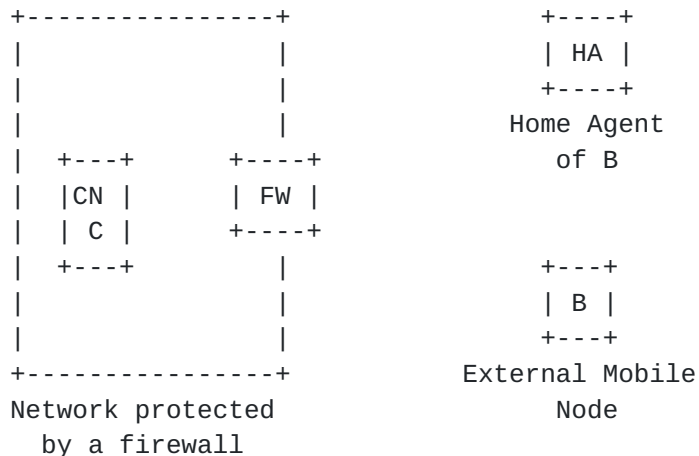 HA
Home Agent
of B
CN
C
FW
B
External Mobile
Node
Network protected
by a firewall